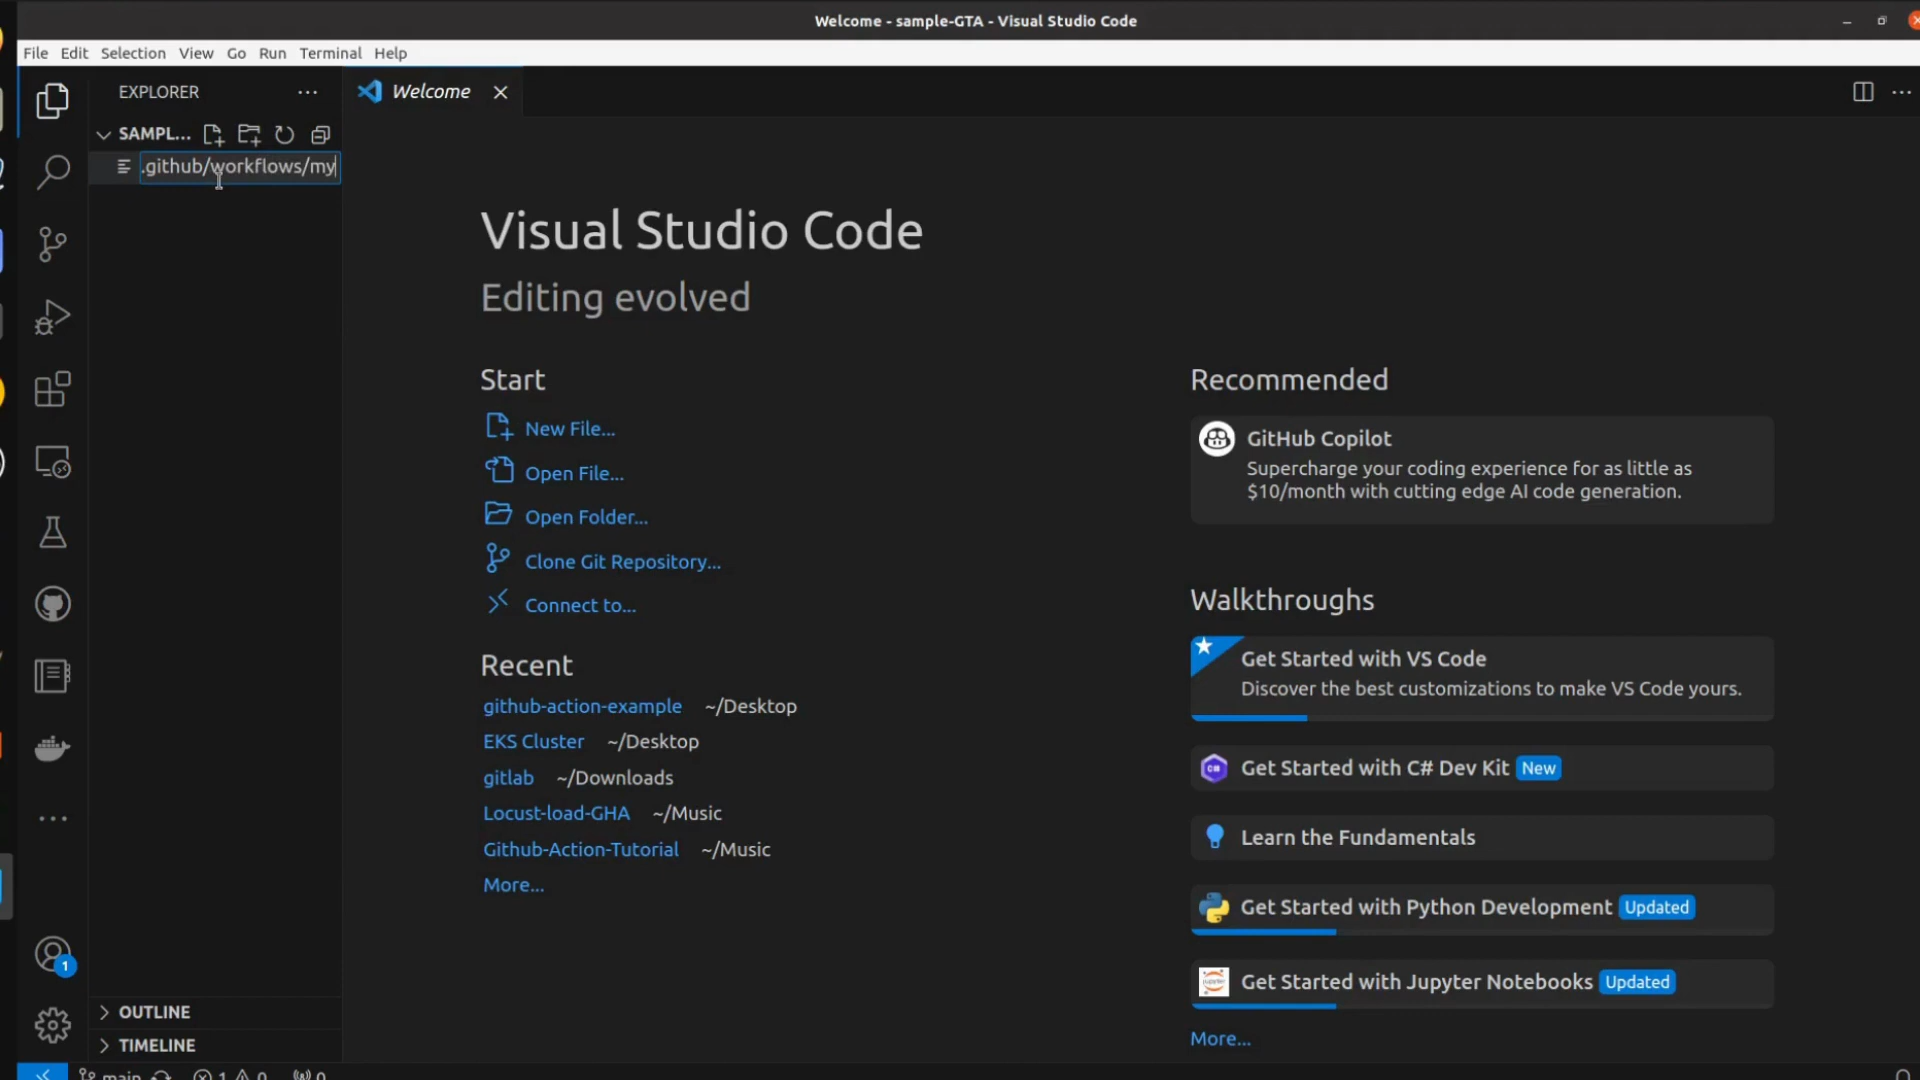 Welcome - sample-GTA - Visual Studio Code
File Edit Selection View Go Run Terminal Help
EXPLORER
Welcome
SAMPL...
.github/workflows/my
Visual Studio Code
Editing evolved
Start
New File...
Open File...
Open Folder...
Clone Git Repository...
Connect to...
Recent
github-action-example ~/Desktop
EKS Cluster ~/Desktop
gitlab ~/Downloads
Locust-load-GHA ~/Music
Github-Action-Tutorial ~/Music
More...
Recommended
GitHub Copilot
Supercharge your coding experience for as little as
$10/month with cutting edge AI code generation.
Walkthroughs
Get Started with VS Code
Discover the best customizations to make VS Code yours.
Get Started with C# Dev Kit New
Learn the Fundamentals
Get Started with Python Development Updated
Get Started with Jupyter Notebooks Updated
More...
1
OUTLINE
TIMELINE
main 1 0 0